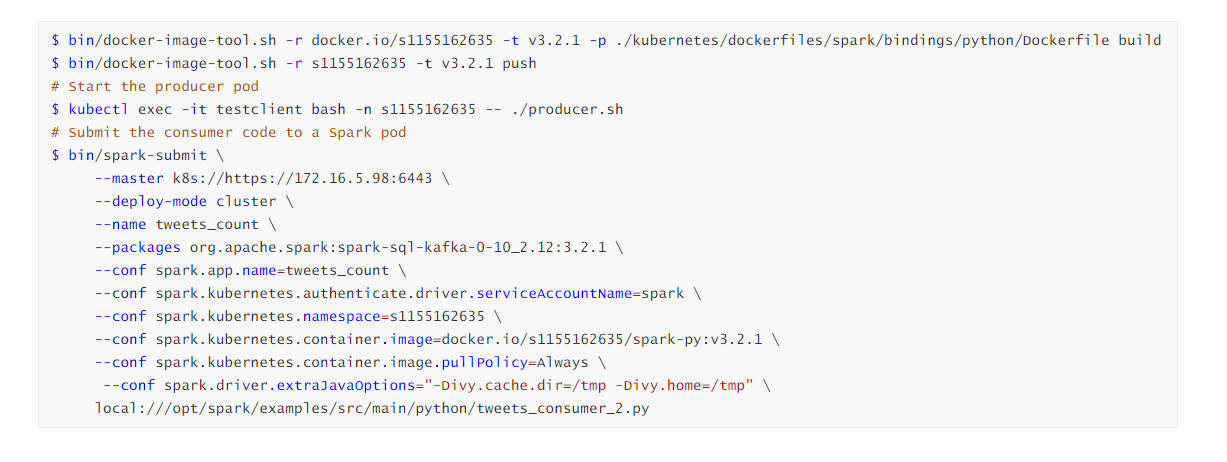 $ bin/docker-image-tool.sh -r docker.io/s1155162635 -t v3.2.1 -p ./kubernetes/dockerfiles/spark/bindings/python/Dockerfile build
$ bin/docker-image-tool.sh -r s1155162635 -t v3.2.1 push
# Start the producer pod
$ kubectl exec -it testclient bash -n s1155162635 -- ./producer.sh
# Submit the consumer code to a Spark pod
$ bin/spark-submit \
--master k8s://https://172.16.5.98:6443 \
--deploy-mode cluster \
--name tweets_count \
--packages org.apache.spark:spark-sql-kafka-0-10_2.12:3.2.1 \
--conf spark.app.name=tweets_count \
--conf spark.kubernetes.authenticate.driver.serviceAccountName=spark \
--conf spark.kubernetes.namespace=s1155162635 \
--conf spark.kubernetes.container.image=docker.io/s1155162635/spark-py:v3.2.1 \
--conf spark.kubernetes.container.image.pullPolicy=Always \
--conf spark.driver.extraJavaOptions="-Divy.cache.dir=/tmp -Divy.home=/tmp" \
local:///opt/spark/examples/src/main/python/tweets_consumer_2.py